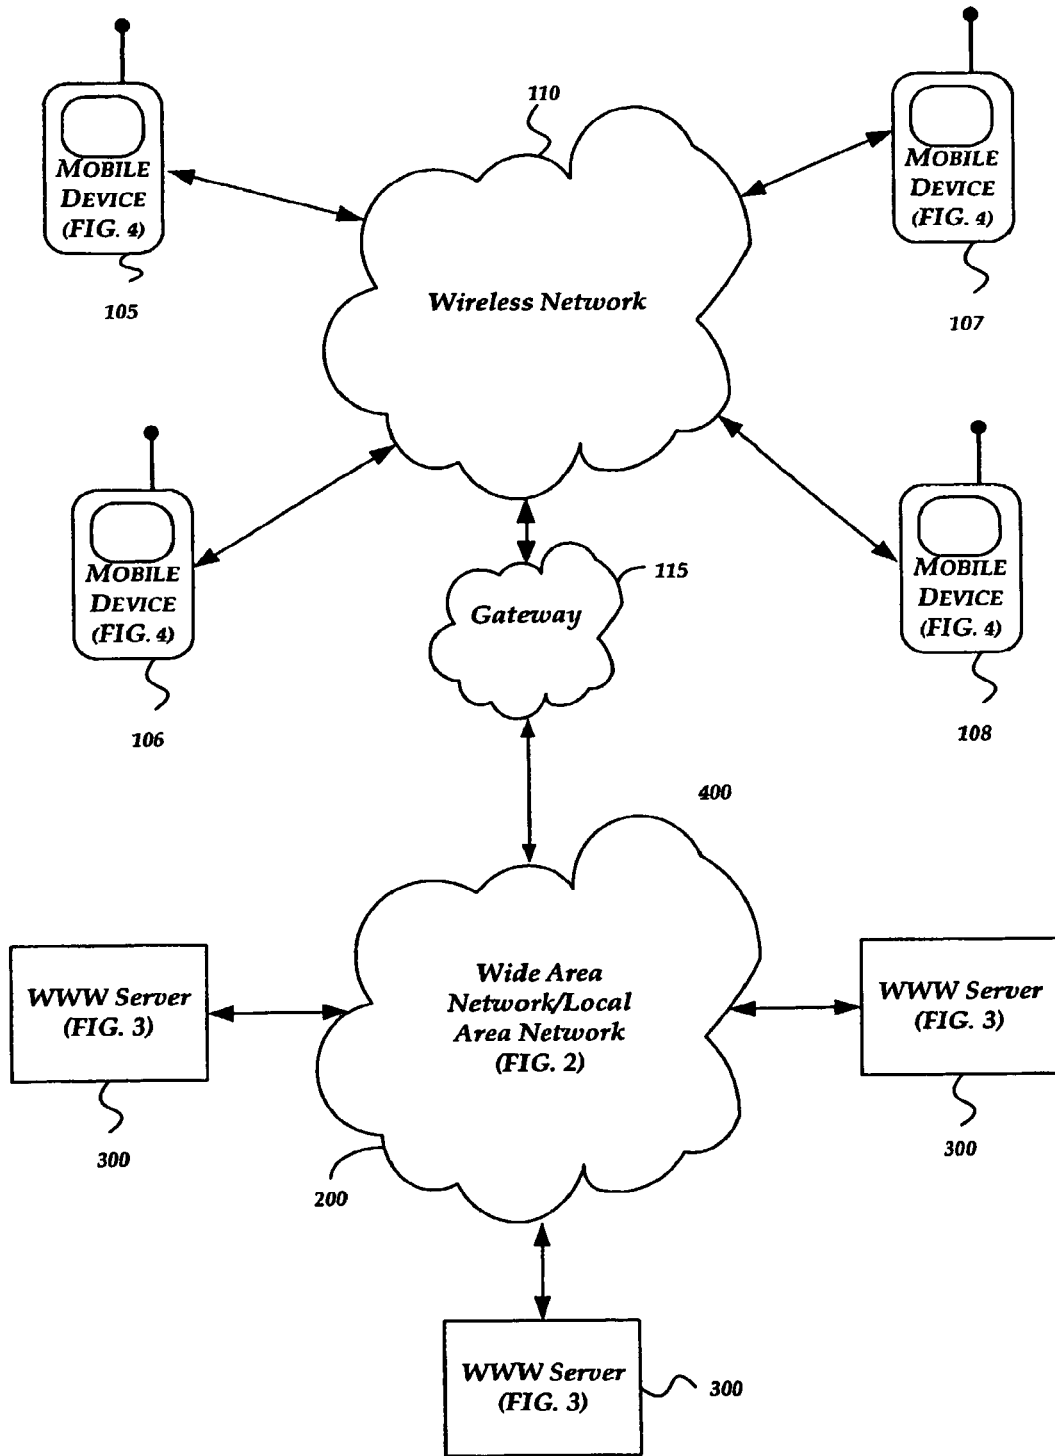 110
MOBILE
DEVICE
(FIG. 4)
105
MOBILE
DEVICE
(FIG. 4)
107
Wireless Network
MOBILE
DEVICE
(FIG. 4)
106
115
Gateway
MOBILE
DEVICE
(FIG. 4)
108
400
WWW Server
(FIG. 3)
300
Wide Area
Network/Local
Area Network
(FIG. 2)
200
WWW Server
(FIG. 3)
300
WWW Server
(FIG. 3)
300